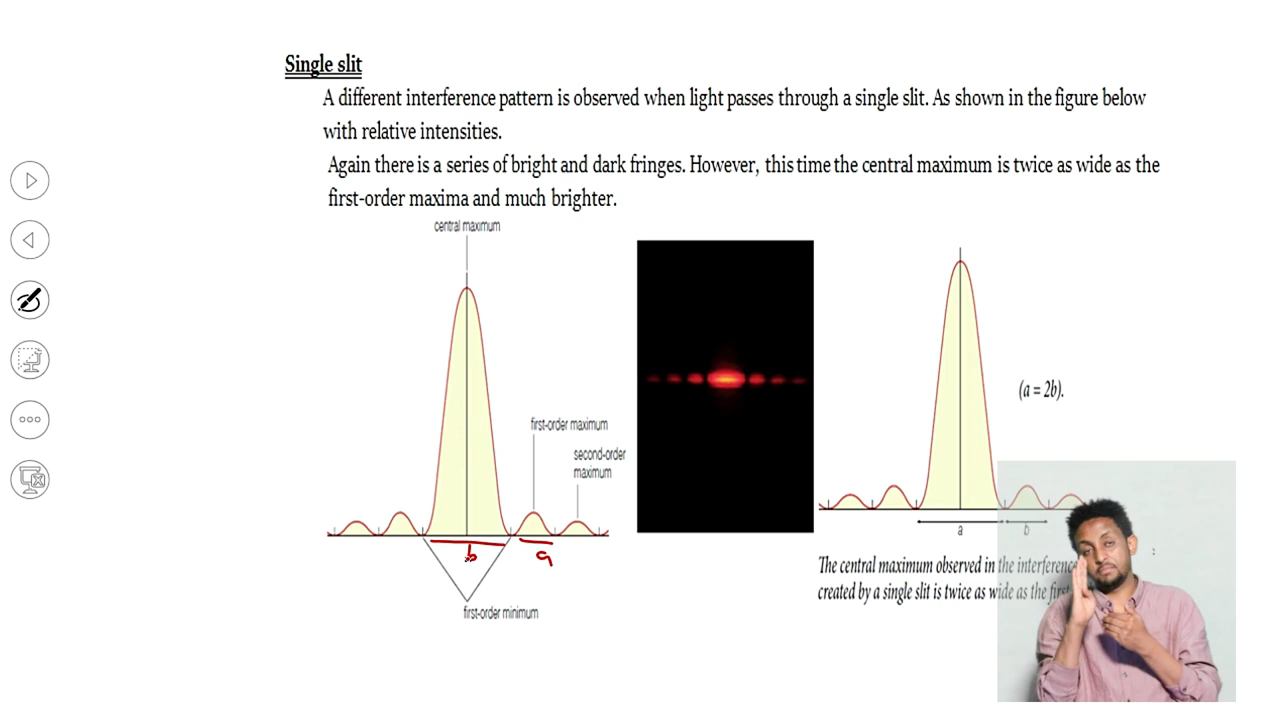 Single slit
A different interference pattern is observed when light passes through a single slit. As shown in the figure below
with relative intensities.
Again there is a series of bright and dark fringes. However, this time the central maximum is twice as wide as the
first-order maxima and much brighter.
central maximum
first-order maximum
second-order
maximum
b
a
first-order minimum
(a = 2b).
a
b
The central maximum observed in the interference
created by a single slit is twice as wide as the first